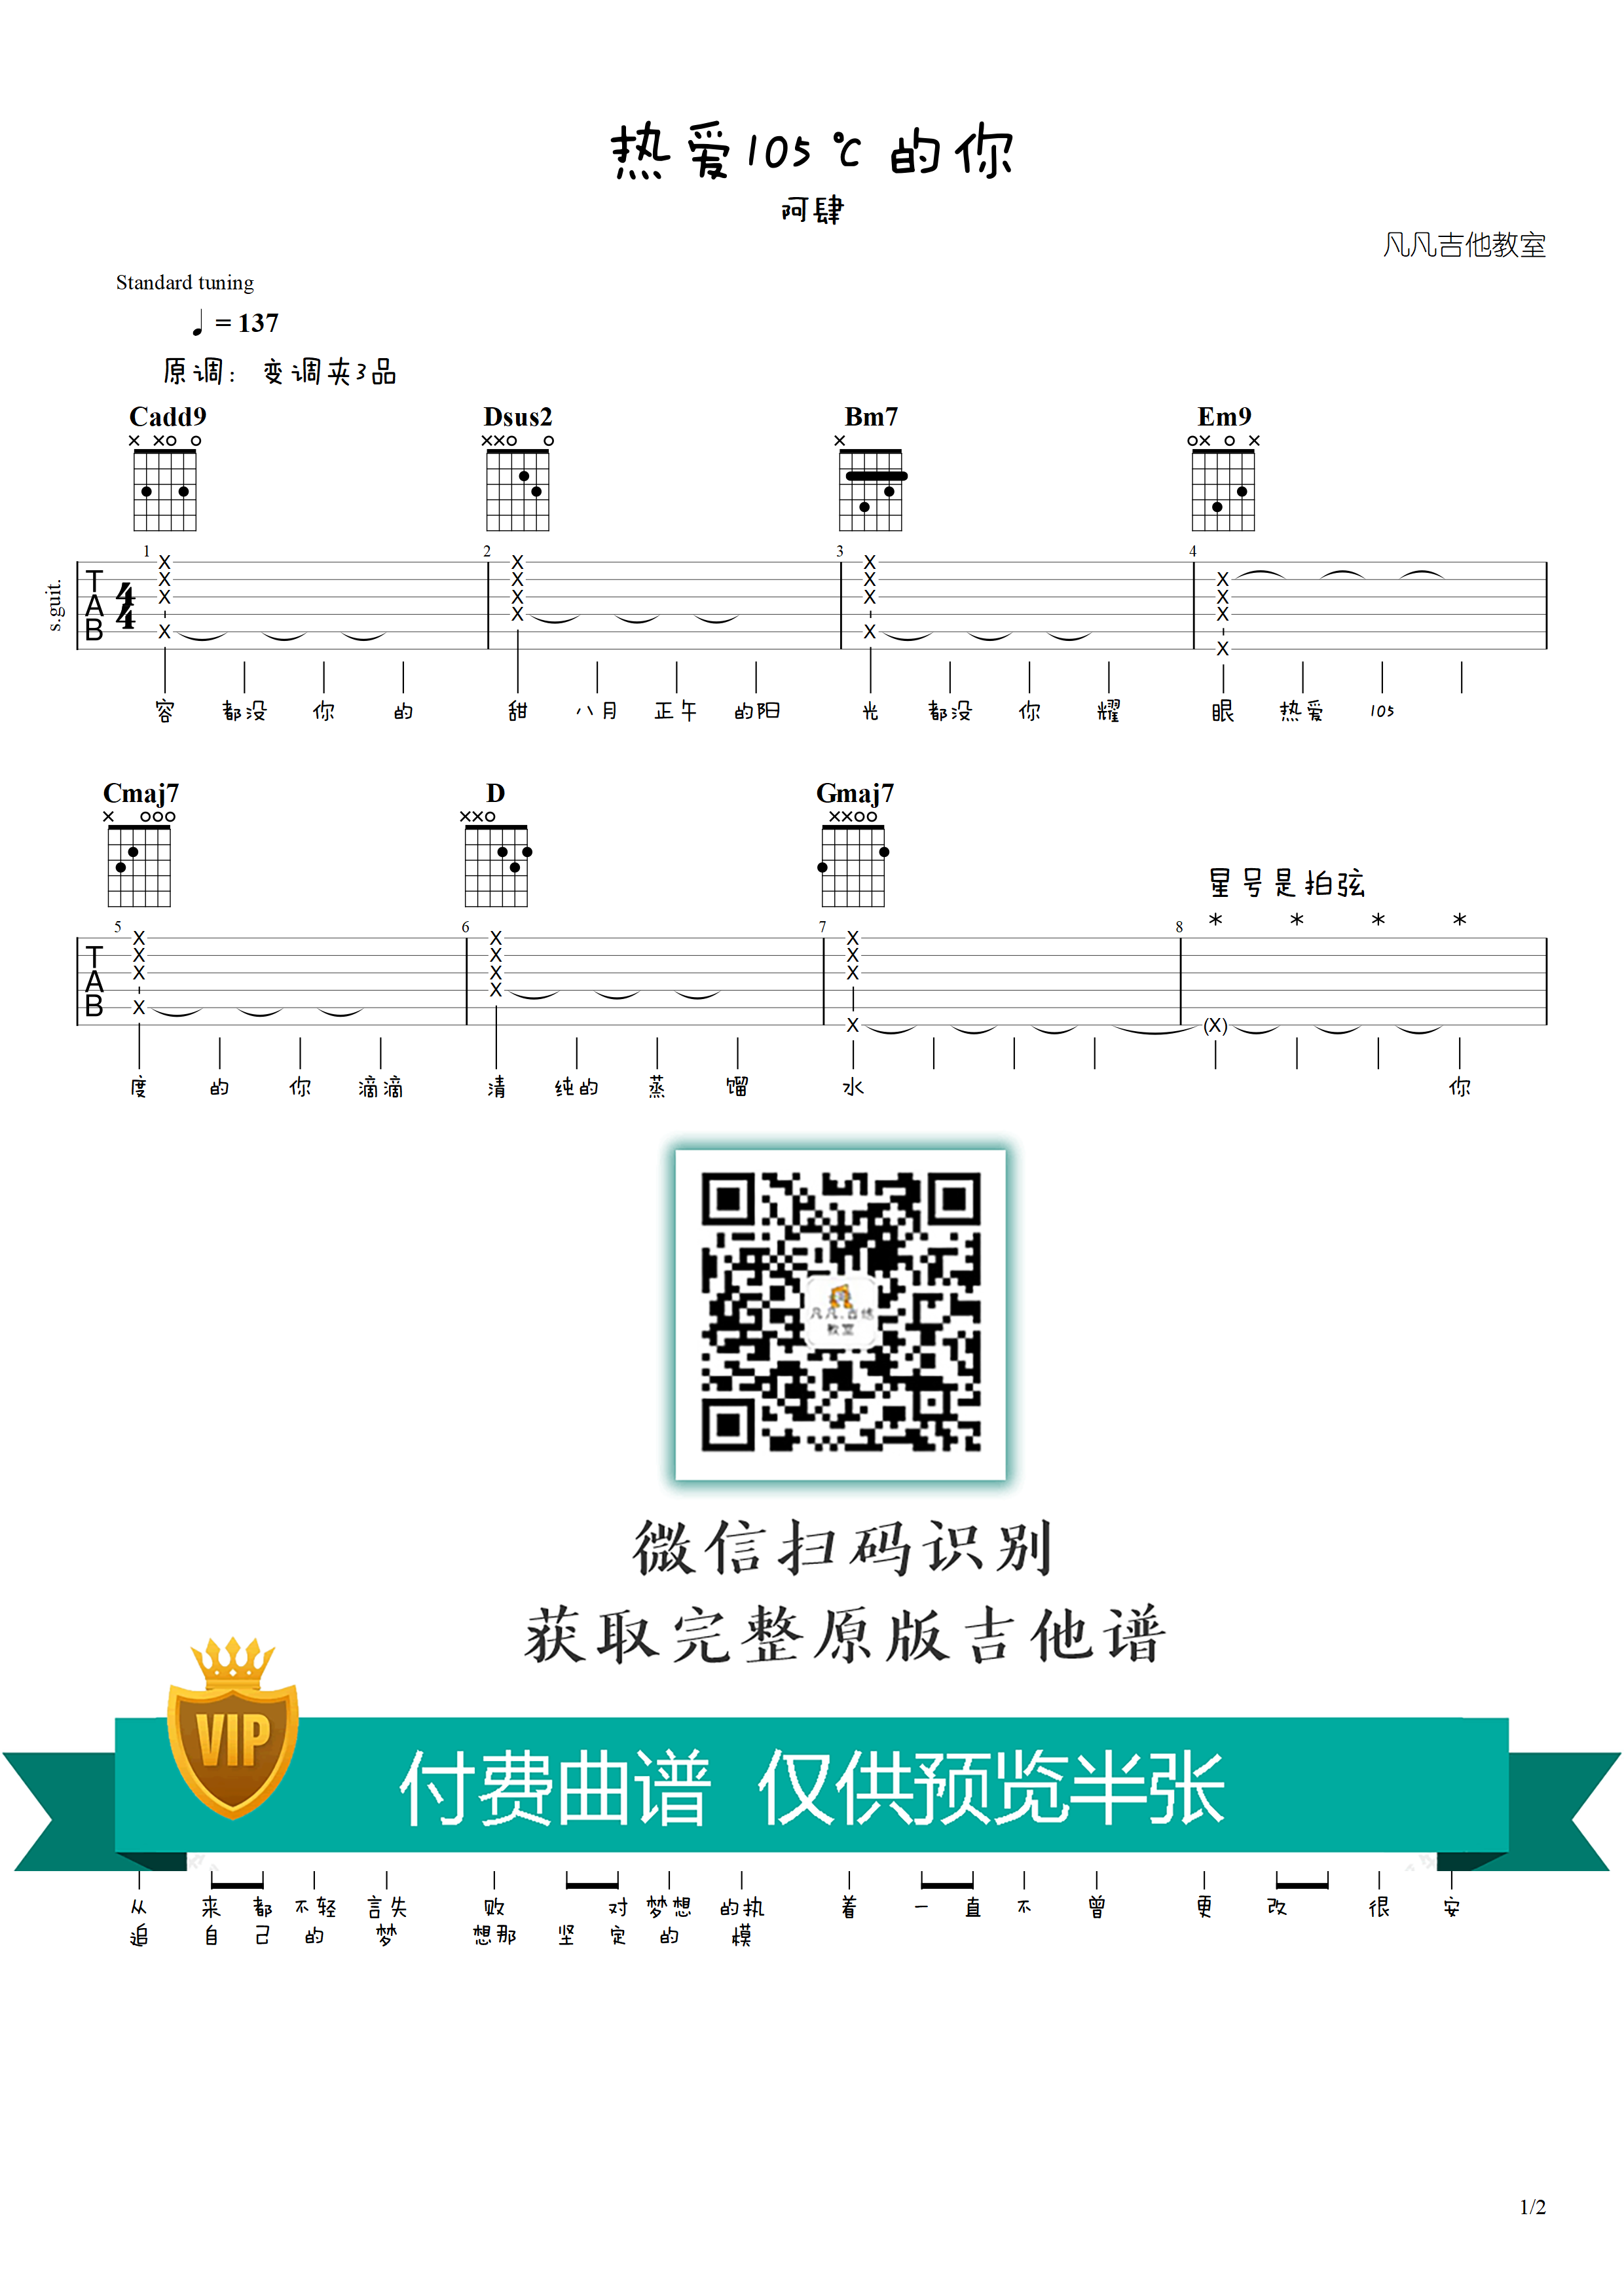 热爱105℃的你
阿肆
凡凡吉他教室
Standard tuning
♩ = 137
原调：变调夹3品
Cadd9 Dsus2 Bm7 Em9
1 2 3 4
s.guit.
T
A
B
4
4
容 都没 你 的 甜 八月 正午 的阳 光 都没 你 耀 眼 热爱 105
Cmaj7 D Gmaj7
星号是拍弦
* * * *
5 6 7 8
T
A
B
(X)
度 的 你 滴滴 清 纯的 蒸 馏 水 你
凡凡.吉他
教室
微信扫码识别
获取完整原版吉他谱
VIP
付费曲谱 仅供预览半张
从 来 都 不轻 言失 败 对 梦想 的执 着 一 直 不 曾 更 改 很 安
追 自 己 的 梦 想那 坚 定 的 模
1/2